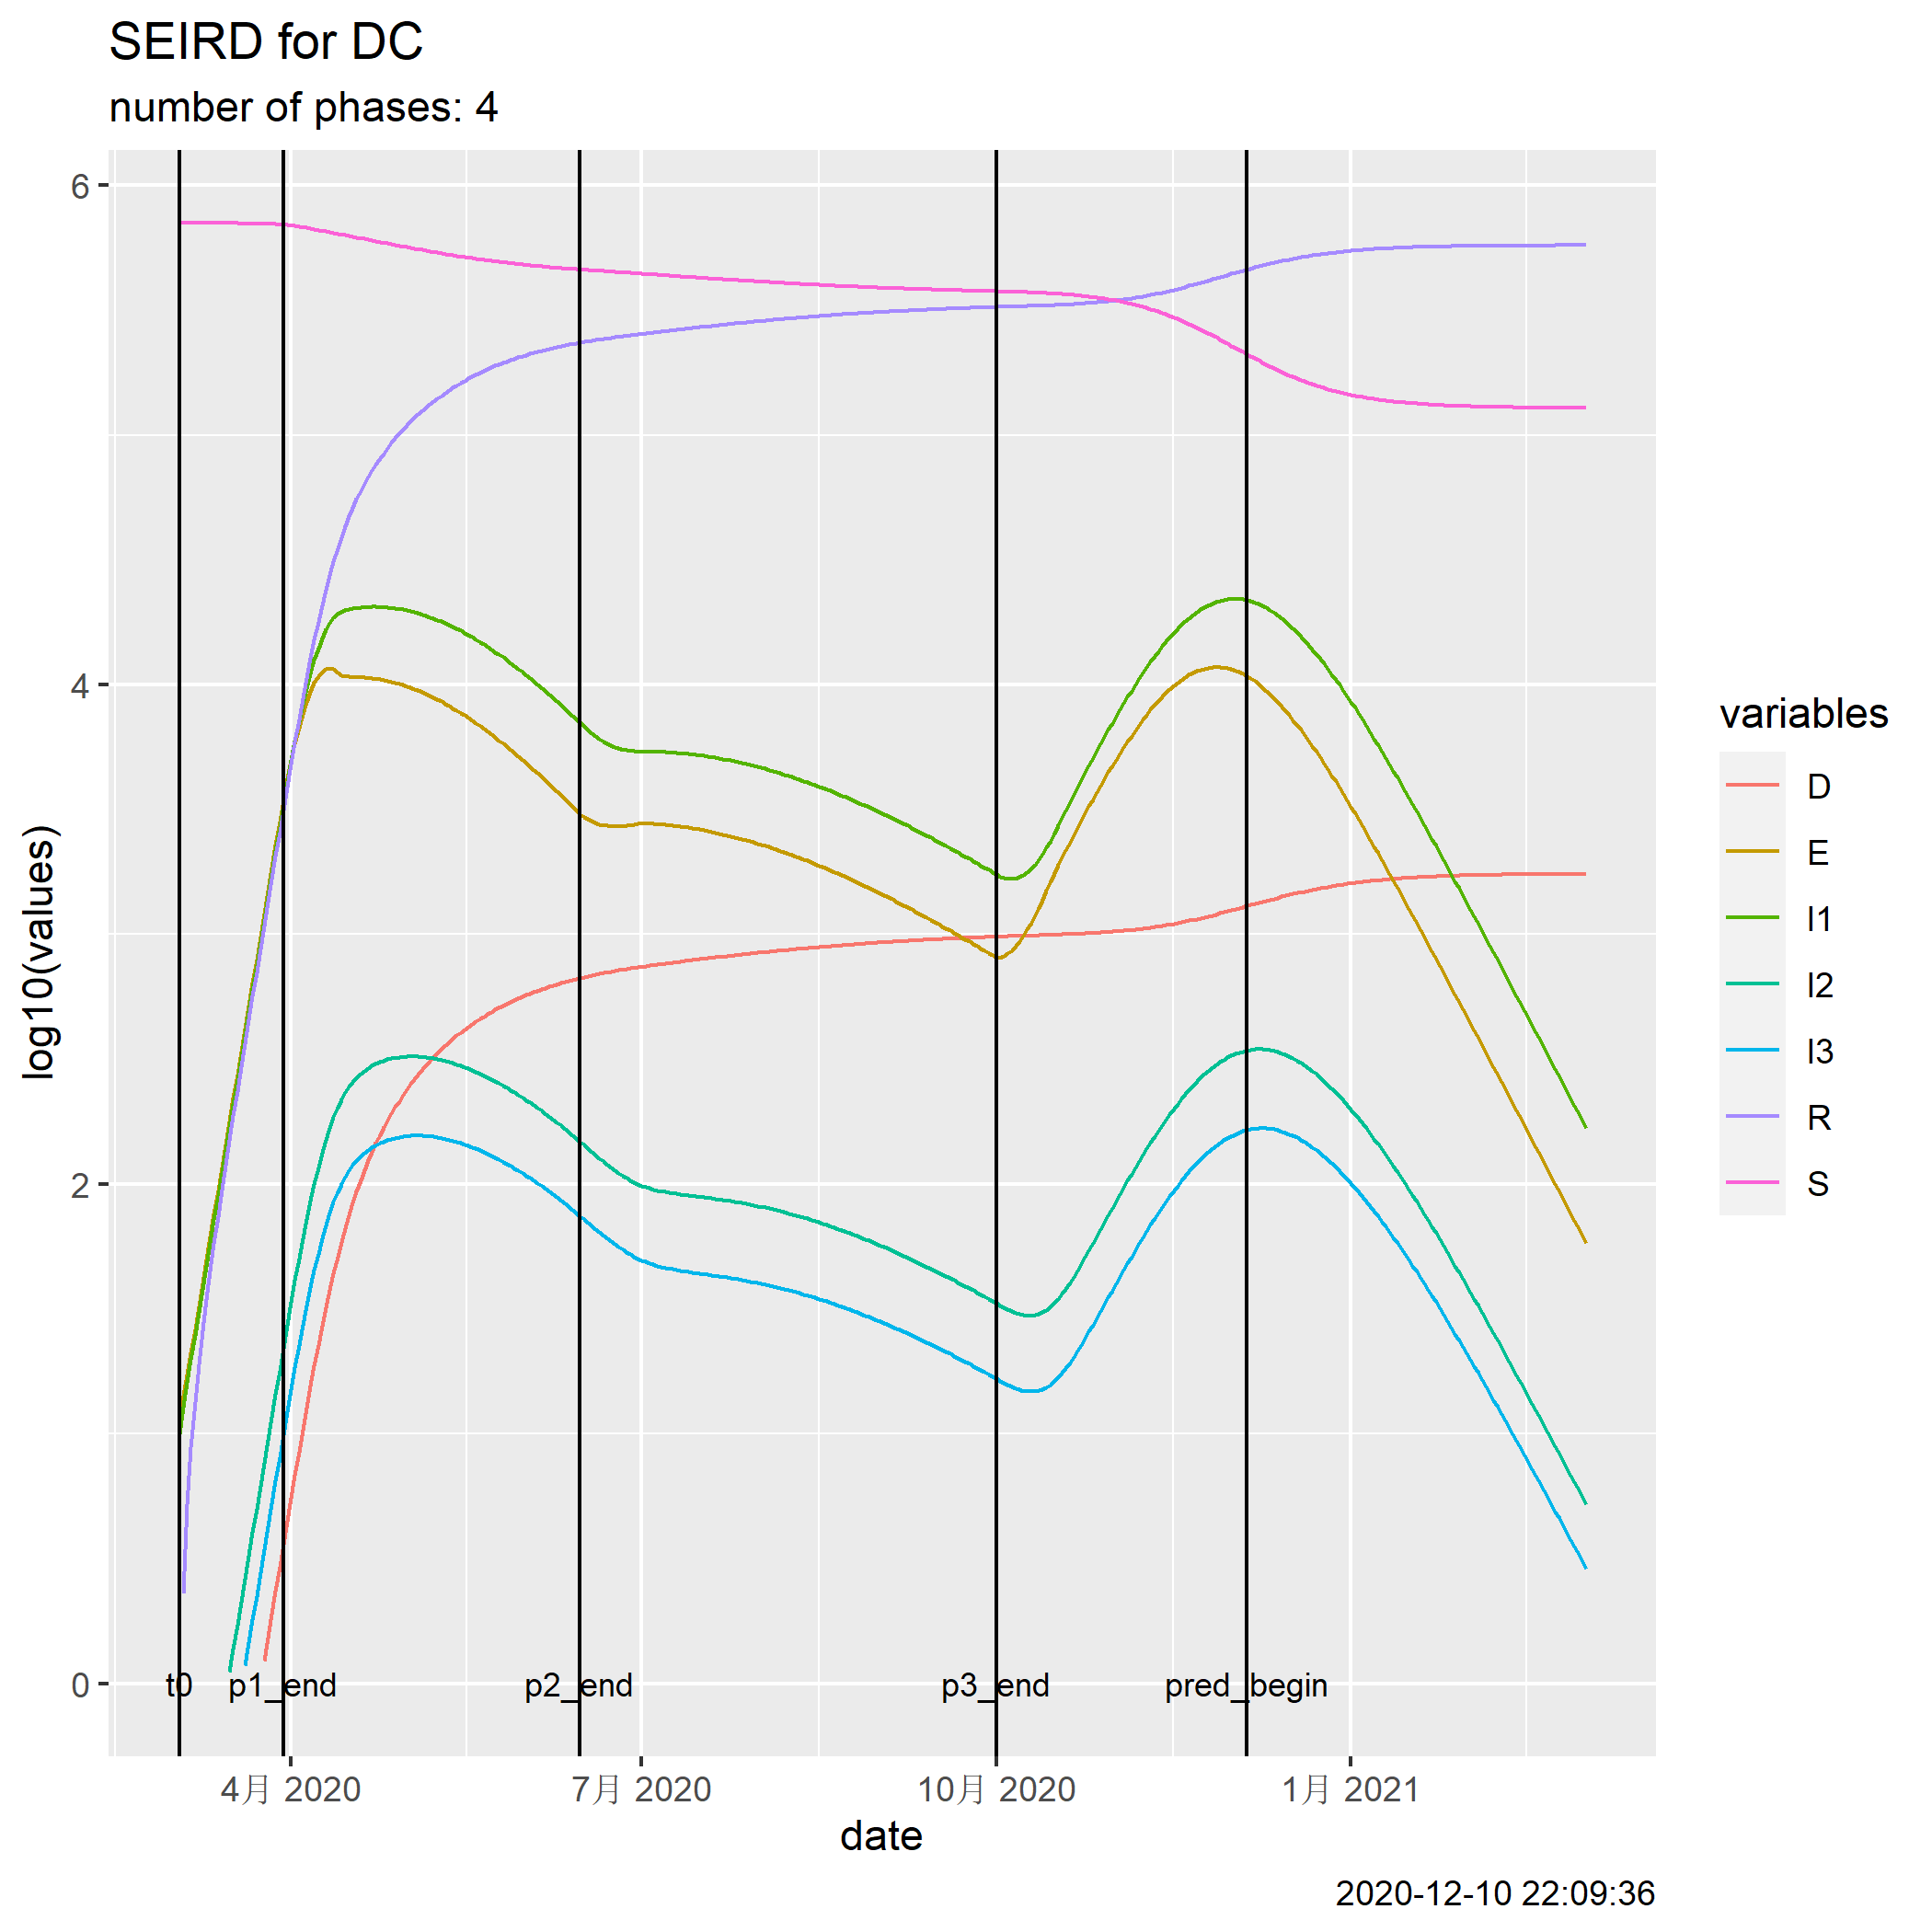 SEIRD for DC
number of phases: 4
6
4
2
0
log10(values)
t0 p1_end p2_end p3_end pred_begin
4月 2020 7月 2020 10月 2020 1月 2021
date
variables
D
E
I1
I2
I3
R
S
2020-12-10 22:09:36